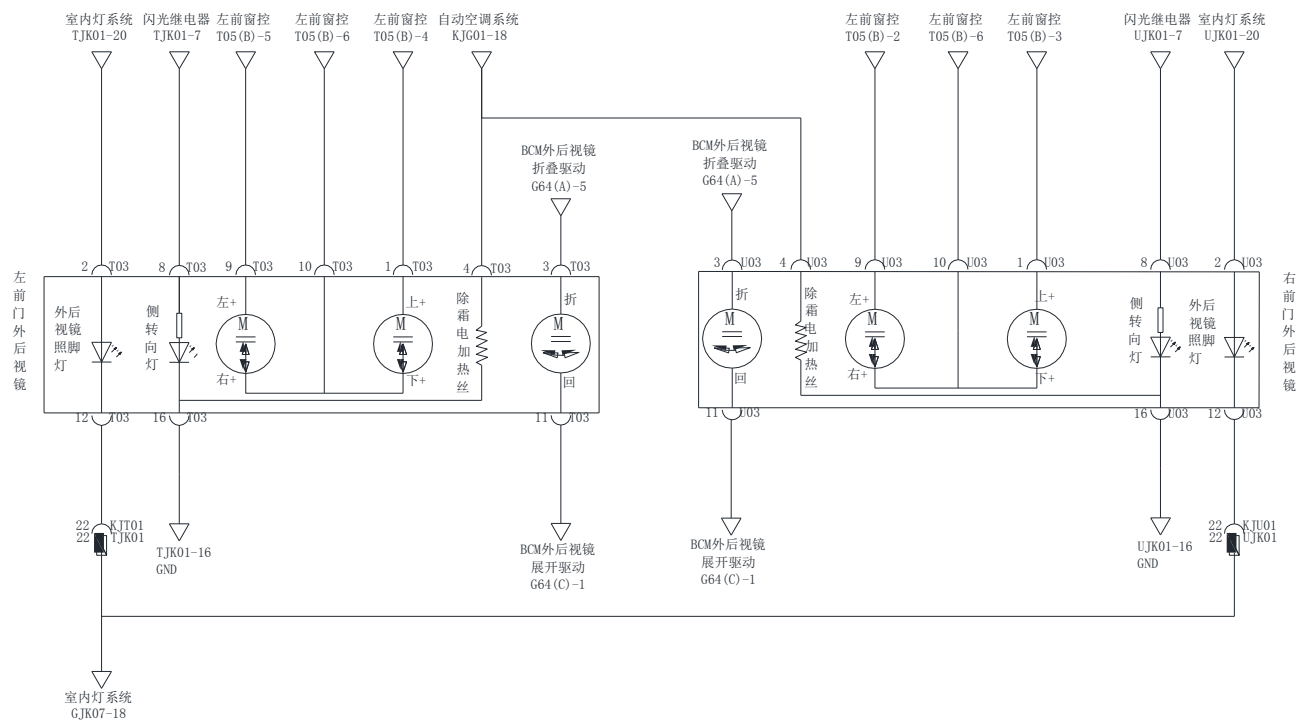 室内灯系统 闪光继电器 左前窗控 左前窗控 左前窗控 自动空调系统 左前窗控 左前窗控 左前窗控 闪光继电器 室内灯系统
TJK01-20 TJK01-7 T05(B)-5 T05(B)-6 T05(B)-4 KJG01-18 T05(B)-2 T05(B)-6 T05(B)-3 UJK01-7 UJK01-20
BCM外后视镜
折叠驱动
G64(A)-5
BCM外后视镜
折叠驱动
G64(A)-5
2 T03 8 T03 9 T03 10 T03 1 T03 4 T03 3 T03
3 U03 4 U03 9 U03 10 U03 1 U03 8 U03 2 U03
左前门外后视镜
外后
视镜
照脚
灯
侧转向灯
左+
M
右+
上+
M
下+
除霜电加热丝
折
M
回
折
M
回
除霜电加热丝
左+
M
右+
上+
M
下+
侧转向灯
外后
视镜
照脚
灯
右前门外后视镜
12 T03 16 T03 11 T03
11 U03 16 U03 12 U03
22 KJT01
22 TJK01
TJK01-16
GND
BCM外后视镜
展开驱动
G64(C)-1
BCM外后视镜
展开驱动
G64(C)-1
UJK01-16
GND
22 KJU01
22 UJK01
室内灯系统
GJK07-18